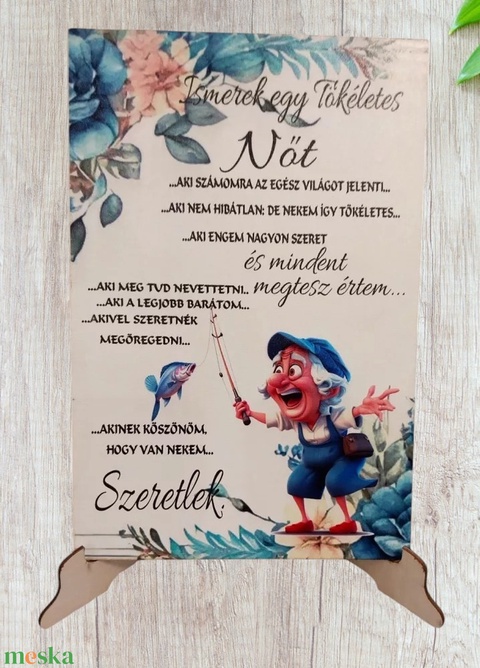 Ismerek egy Tökéletes
Nőt
...AKI SZÁMOMRA AZ EGÉSZ VILÁGOT JELENTI...
...AKI NEM HIBÁTLAN; DE NEKEM ÍGY TÖKÉLETES...
...AKI ENGEM NAGYON SZERET
és mindent
megtesz értem...
...AKI MEG TUD NEVETTETNI..
...AKI A LEGJOBB BARÁTOM...
...AKIVEL SZERETNÉK
MEGÖREGEDNI...
...AKINEK KÖSZÖNÖM,
HOGY VAN NEKEM...
Szeretlek.
meska